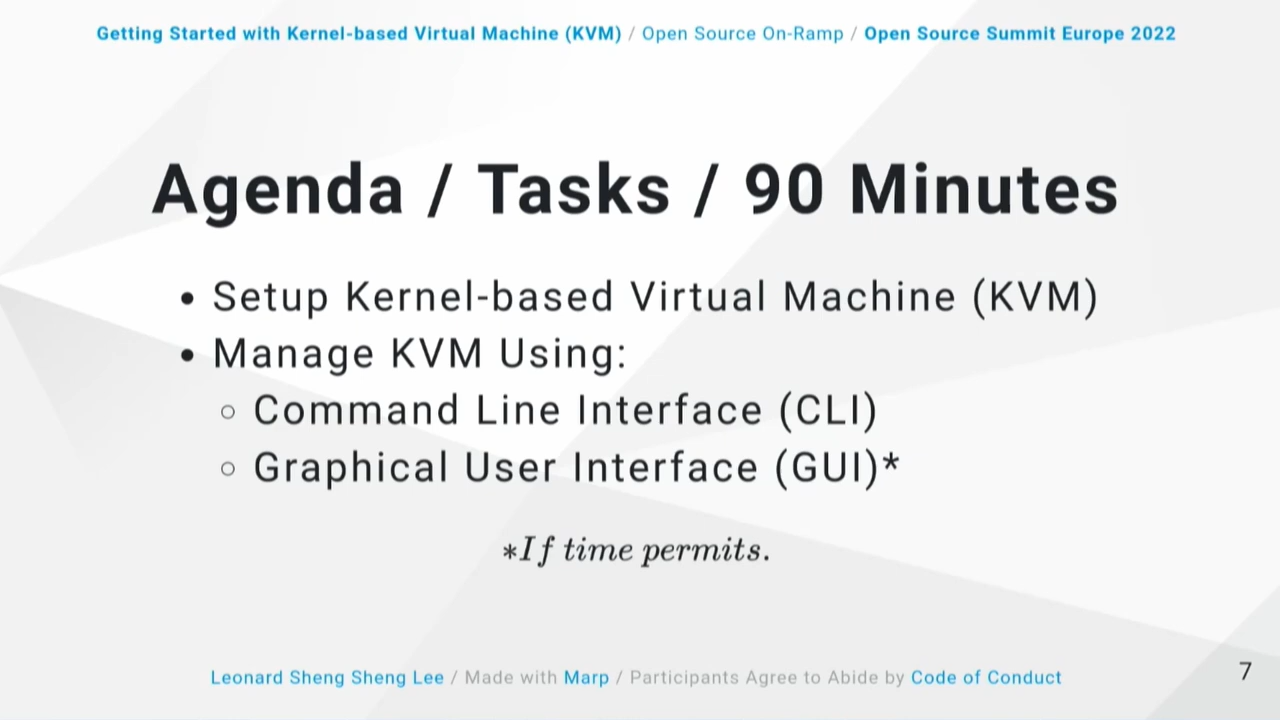 Getting Started with Kernel-based Virtual Machine (KVM) / Open Source On-Ramp / Open Source Summit Europe 2022
Agenda / Tasks / 90 Minutes
• Setup Kernel-based Virtual Machine (KVM)
• Manage KVM Using:
○ Command Line Interface (CLI)
○ Graphical User Interface (GUI)*
*If time permits.
Leonard Sheng Sheng Lee / Made with Marp / Participants Agree to Abide by Code of Conduct
7